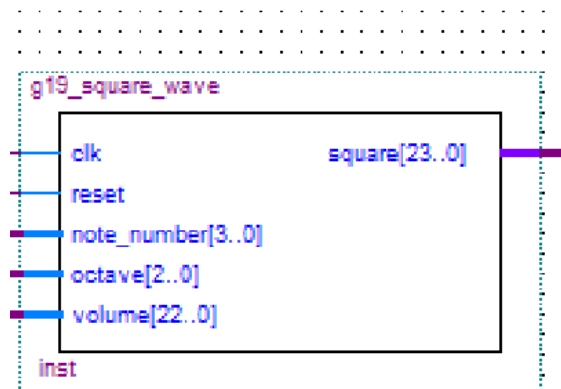 g19_square_wave
clk square[23..0]
reset
note_number[3..0]
octave[2..0]
volume[22..0]
inst